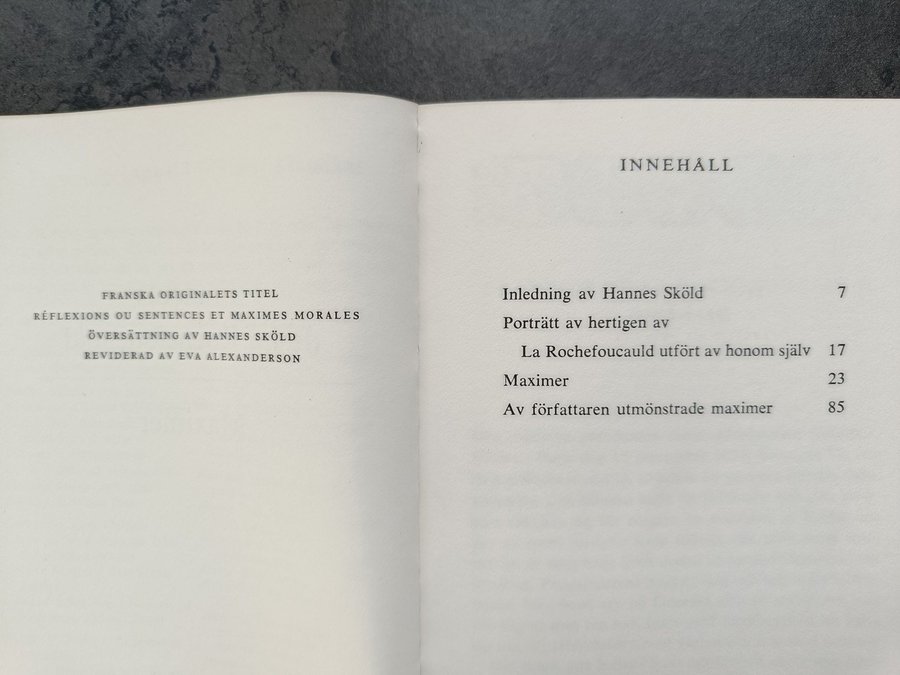 FRANSKA ORIGINALETS TITEL
RÉFLEXIONS OU SENTENCES ET MAXIMES MORALES
ÖVERSÄTTNING AV HANNES SKÖLD
REVIDERAD AV EVA ALEXANDERSON
INNEHÅLL
Inledning av Hannes Sköld 7
Porträtt av hertigen av
La Rochefoucauld utfört av honom själv 17
Maximer 23
Av författaren utmönstrade maximer 85